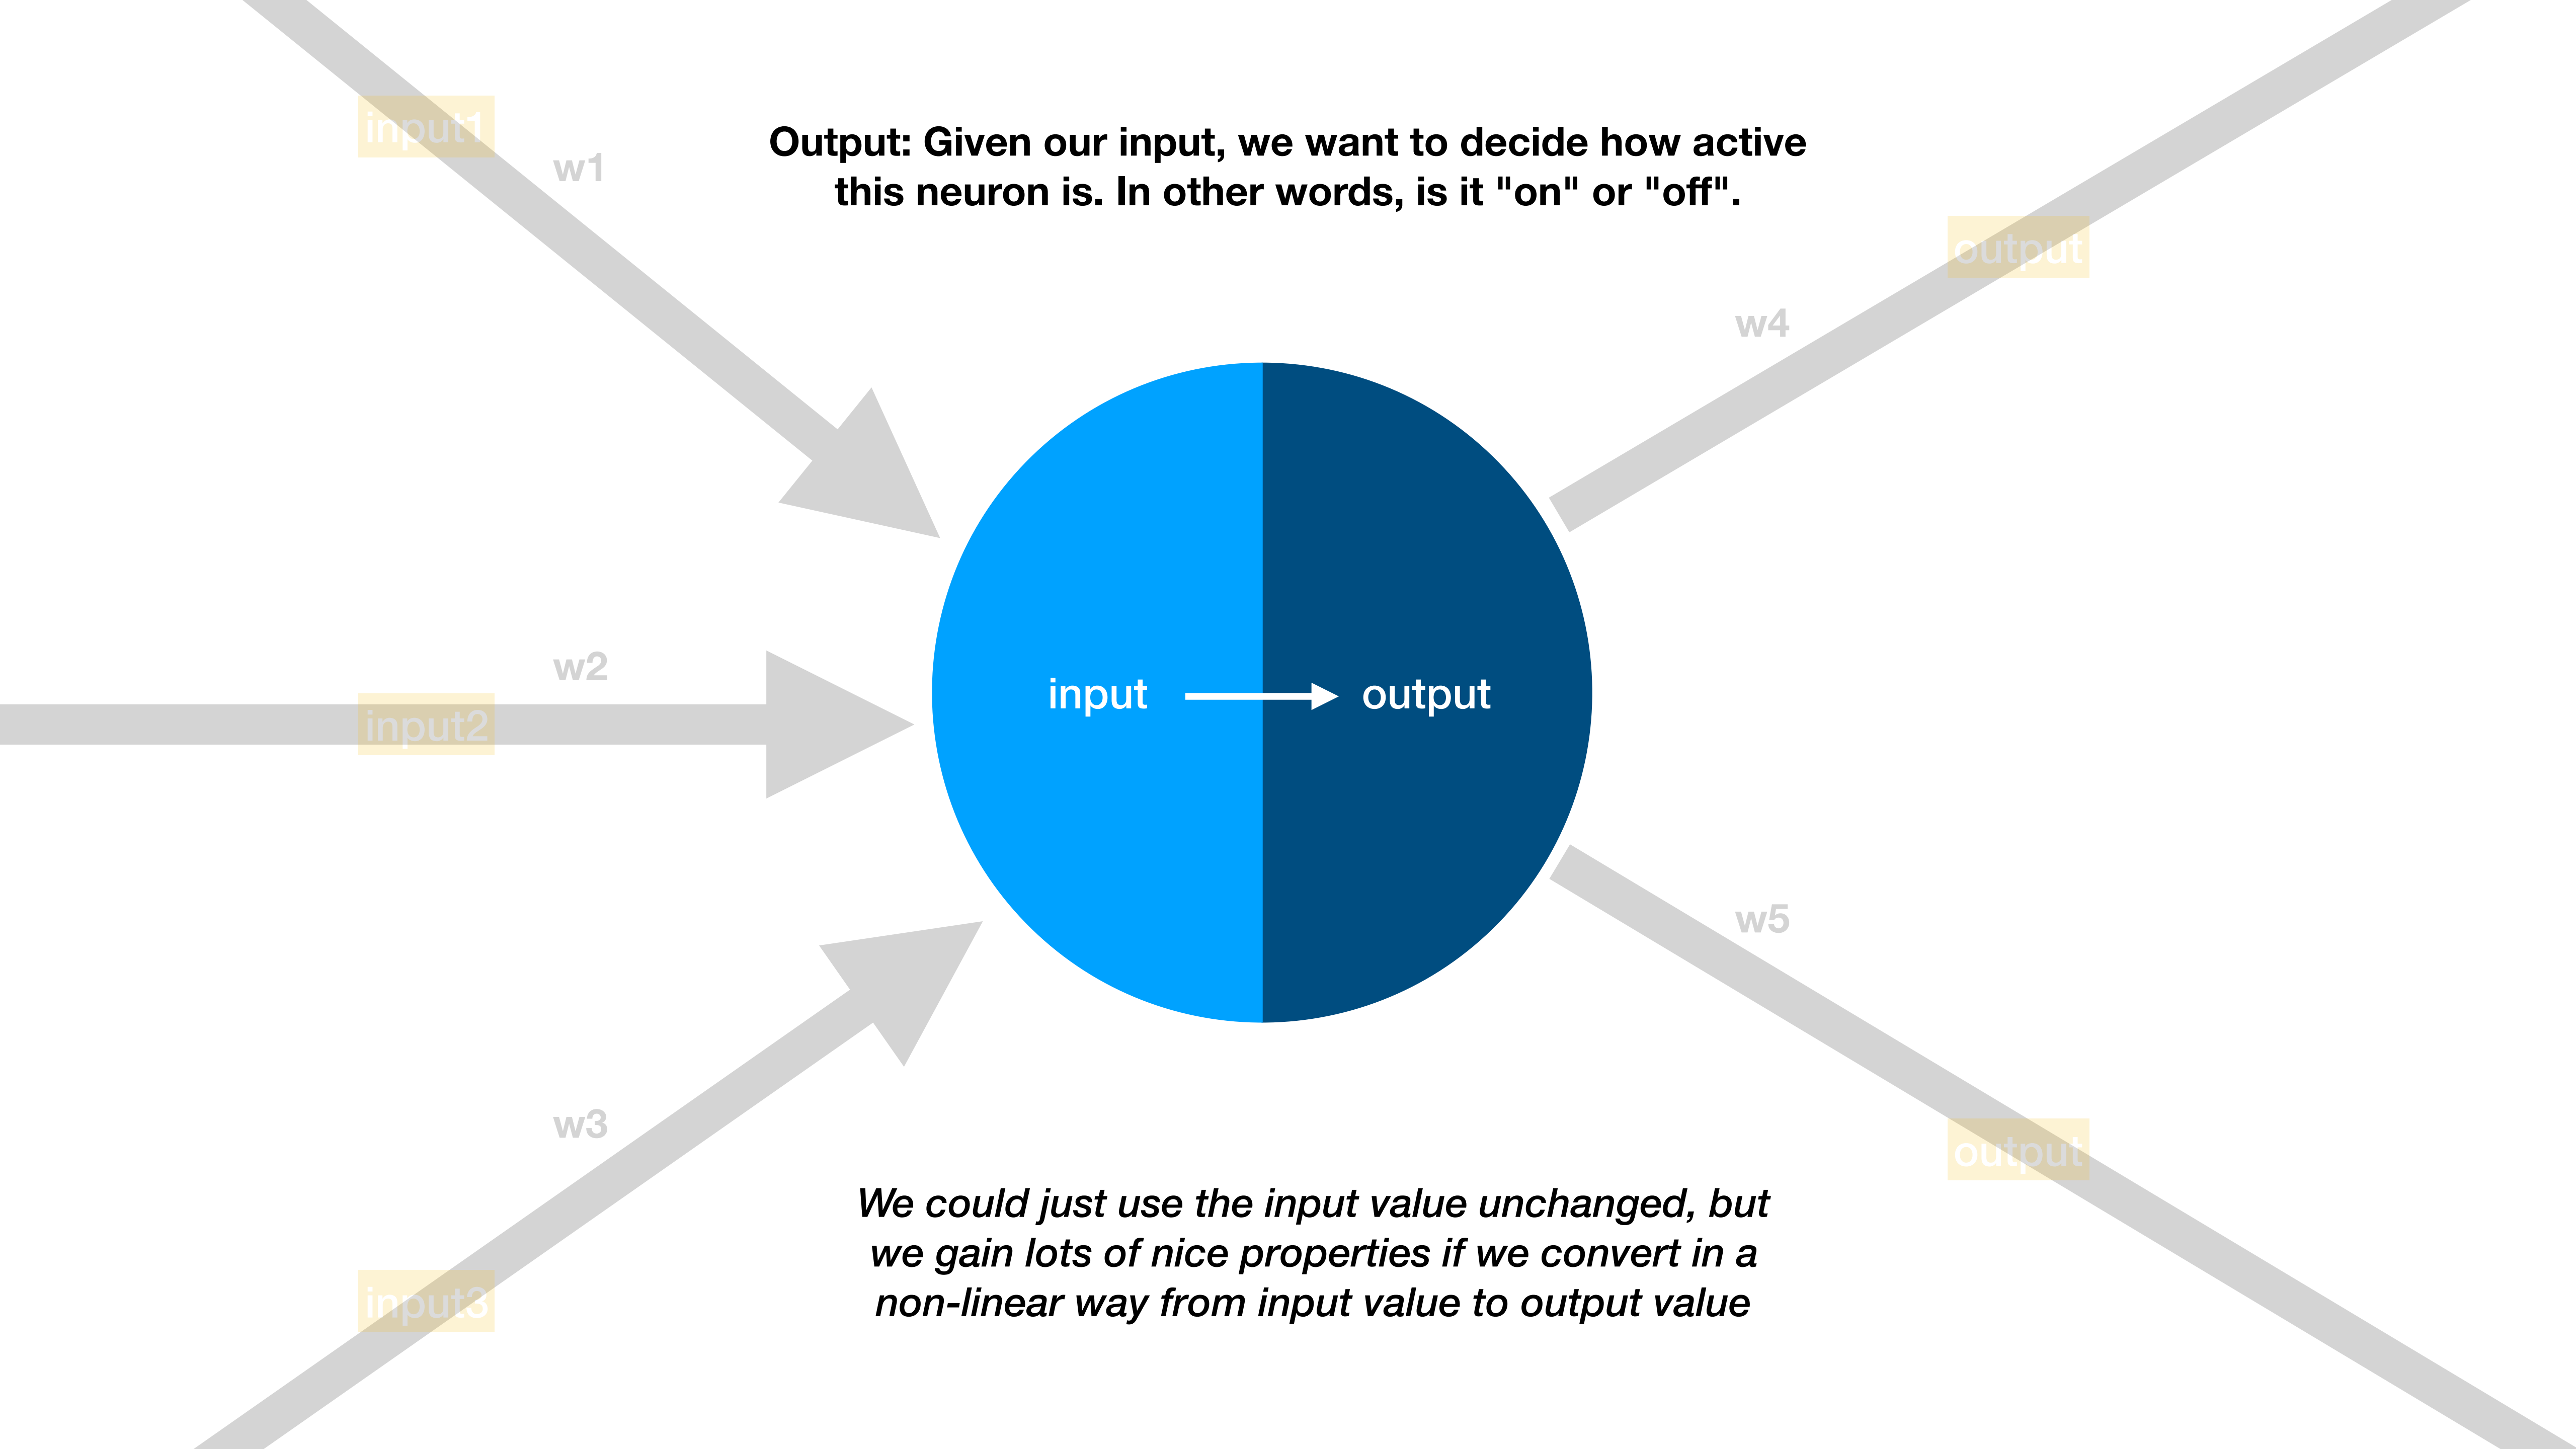 input1
w1
Output: Given our input, we want to decide how active
this neuron is. In other words, is it "on" or "off".
output
w4
w2
input2
input
output
w5
w3
output
We could just use the input value unchanged, but
we gain lots of nice properties if we convert in a
non-linear way from input value to output value
input3